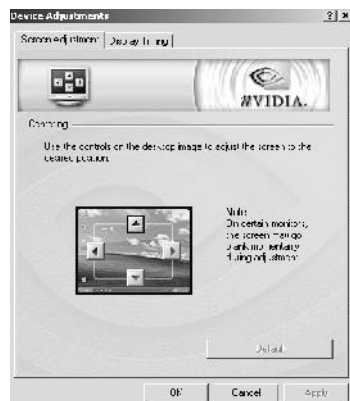 Device Adjustments
Screen Adjustment
Display Timing
nVIDIA.
Centering
Use the controls on the desktop image to adjust the screen to the
desired position.
Note:
On certain monitors,
the screen may go
blank momentarily
during adjustment.
Default
OK
Cancel
Apply